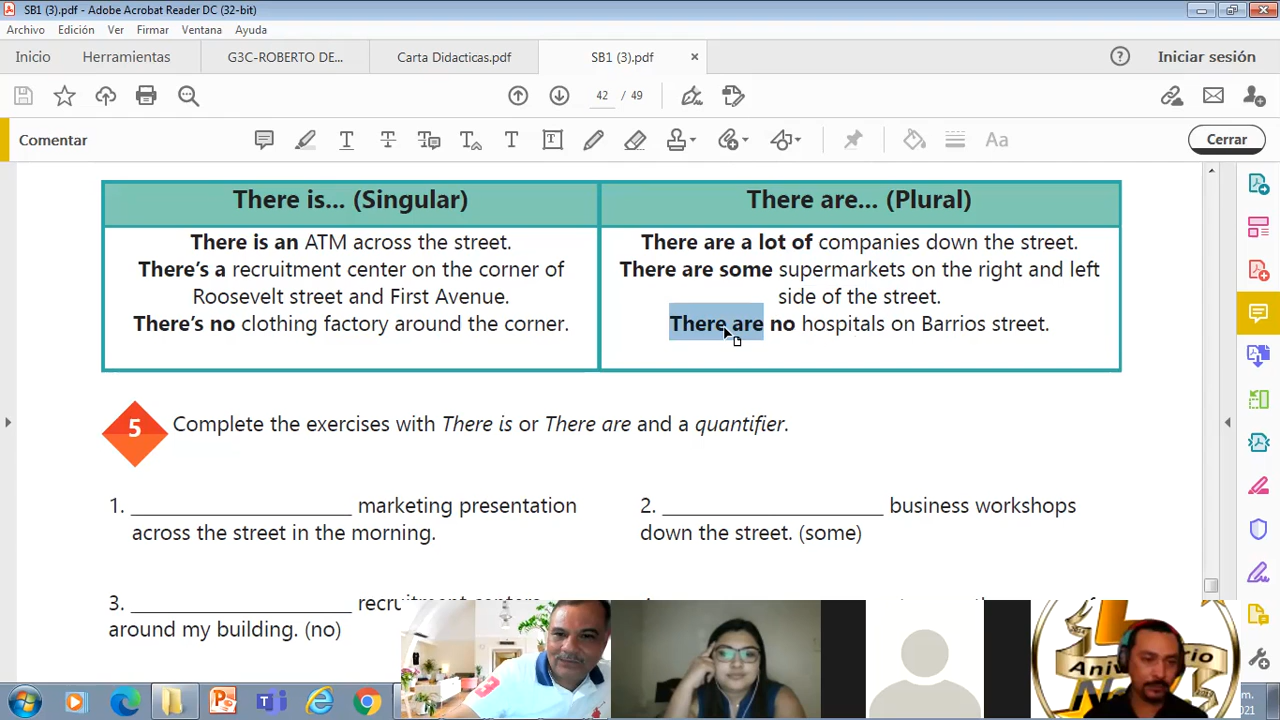 SB1 (3).pdf - Adobe Acrobat Reader DC (32-bit)
Archivo Edición Ver Firmar Ventana Ayuda
Inicio Herramientas G3C-ROBERTO DE... Carta Didacticas.pdf SB1 (3).pdf Iniciar sesión
42 / 49
Comentar Cerrar
There is... (Singular)
There is an ATM across the street.
There's a recruitment center on the corner of
Roosevelt street and First Avenue.
There's no clothing factory around the corner.
There are... (Plural)
There are a lot of companies down the street.
There are some supermarkets on the right and left
side of the street.
There are no hospitals on Barrios street.
5 Complete the exercises with There is or There are and a quantifier.
1. ____________________ marketing presentation
across the street in the morning.
2. ____________________ business workshops
down the street. (some)
3. ____________________ recruitment centers
around my building. (no)